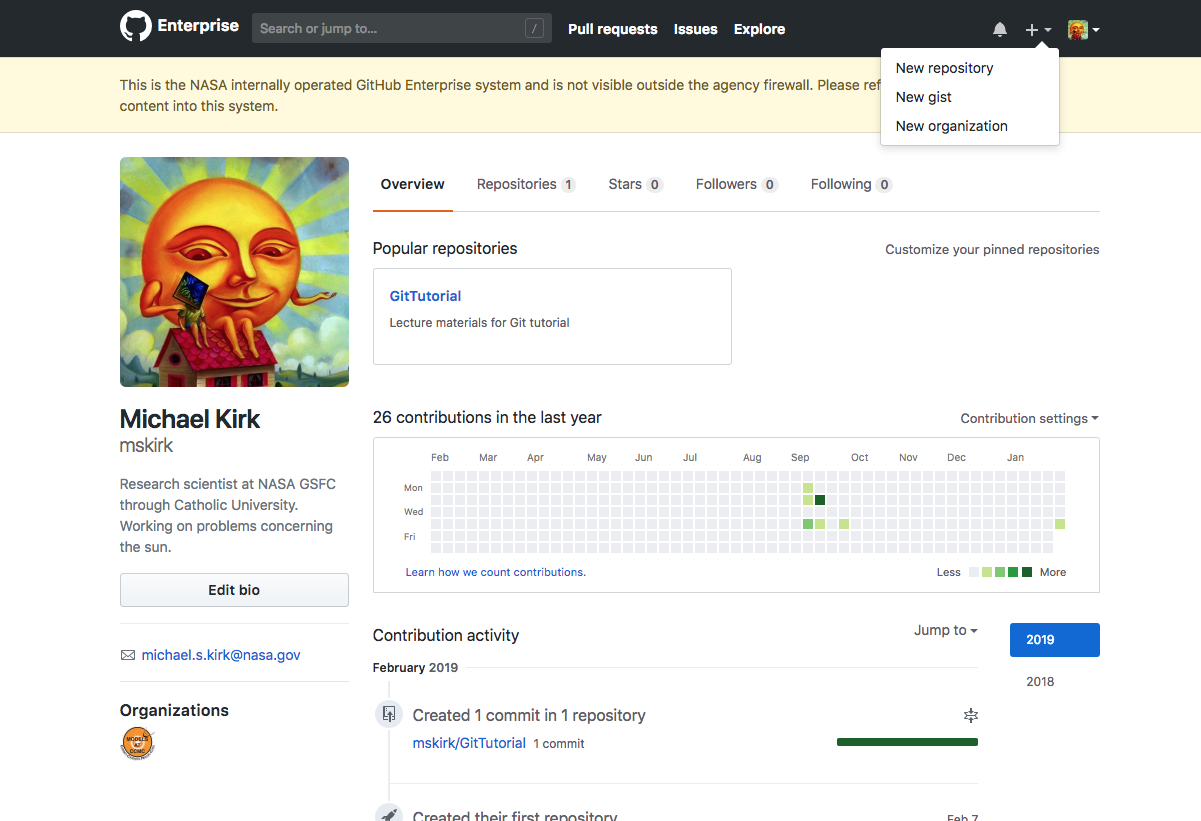 Enterprise
Search or jump to...
/
Pull requests
Issues
Explore
New repository
New gist
New organization
This is the NASA internally operated GitHub Enterprise system and is not visible outside the agency firewall. Please
content into this system.
Overview
Repositories 1
Stars 0
Followers 0
Following 0
Popular repositories
Customize your pinned repositories
GitTutorial
Lecture materials for Git tutorial
Michael Kirk
mskirk
Research scientist at NASA GSFC
through Catholic University.
Working on problems concerning
the sun.
Edit bio
michael.s.kirk@nasa.gov
Organizations
MODELS
CCMC
26 contributions in the last year
Contribution settings
Feb Mar Apr May Jun Jul Aug Sep Oct Nov Dec Jan
Mon
Wed
Fri
Learn how we count contributions.
Less
More
Contribution activity
Jump to
2019
2018
February 2019
Created 1 commit in 1 repository
mskirk/GitTutorial 1 commit
Created their first repository
Feb 7